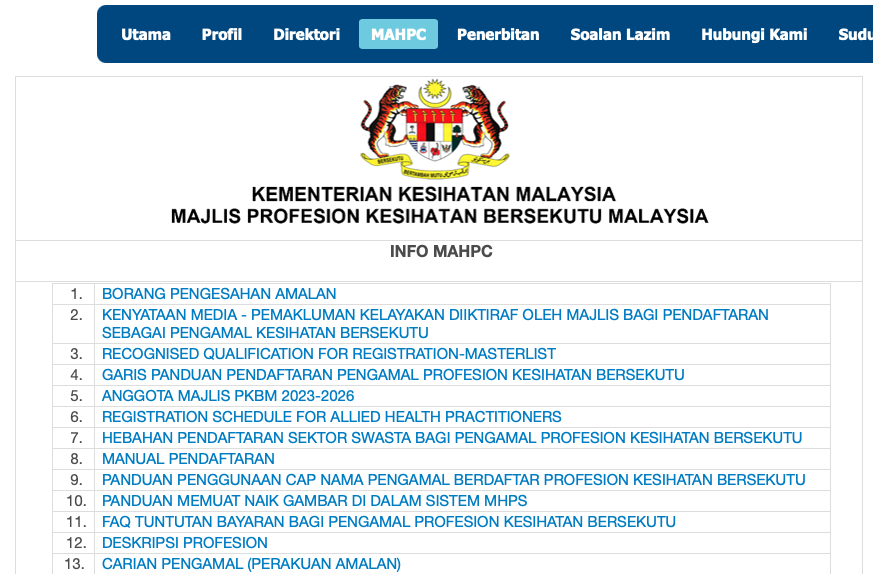 Utama Profil Direktori MAHPC Penerbitan Soalan Lazim Hubungi Kami
BERSEKUTU BERTAMBAH MUTU
KEMENTERIAN KESIHATAN MALAYSIA
MAJLIS PROFESION KESIHATAN BERSEKUTU MALAYSIA
INFO MAHPC
1. BORANG PENGESAHAN AMALAN
2. KENYATAAN MEDIA - PEMAKLUMAN KELAYAKAN DIIKTIRAF OLEH MAJLIS BAGI PENDAFTARAN
SEBAGAI PENGAMAL KESIHATAN BERSEKUTU
3. RECOGNISED QUALIFICATION FOR REGISTRATION-MASTERLIST
4. GARIS PANDUAN PENDAFTARAN PENGAMAL PROFESION KESIHATAN BERSEKUTU
5. ANGGOTA MAJLIS PKBM 2023-2026
6. REGISTRATION SCHEDULE FOR ALLIED HEALTH PRACTITIONERS
7. HEBAHAN PENDAFTARAN SEKTOR SWASTA BAGI PENGAMAL PROFESION KESIHATAN BERSEKUTU
8. MANUAL PENDAFTARAN
9. PANDUAN PENGGUNAAN CAP NAMA PENGAMAL BERDAFTAR PROFESION KESIHATAN BERSEKUTU
10. PANDUAN MEMUAT NAIK GAMBAR DI DALAM SISTEM MHPS
11. FAQ TUNTUTAN BAYARAN BAGI PENGAMAL PROFESION KESIHATAN BERSEKUTU
12. DESKRIPSI PROFESION
13. CARIAN PENGAMAL (PERAKUAN AMALAN)